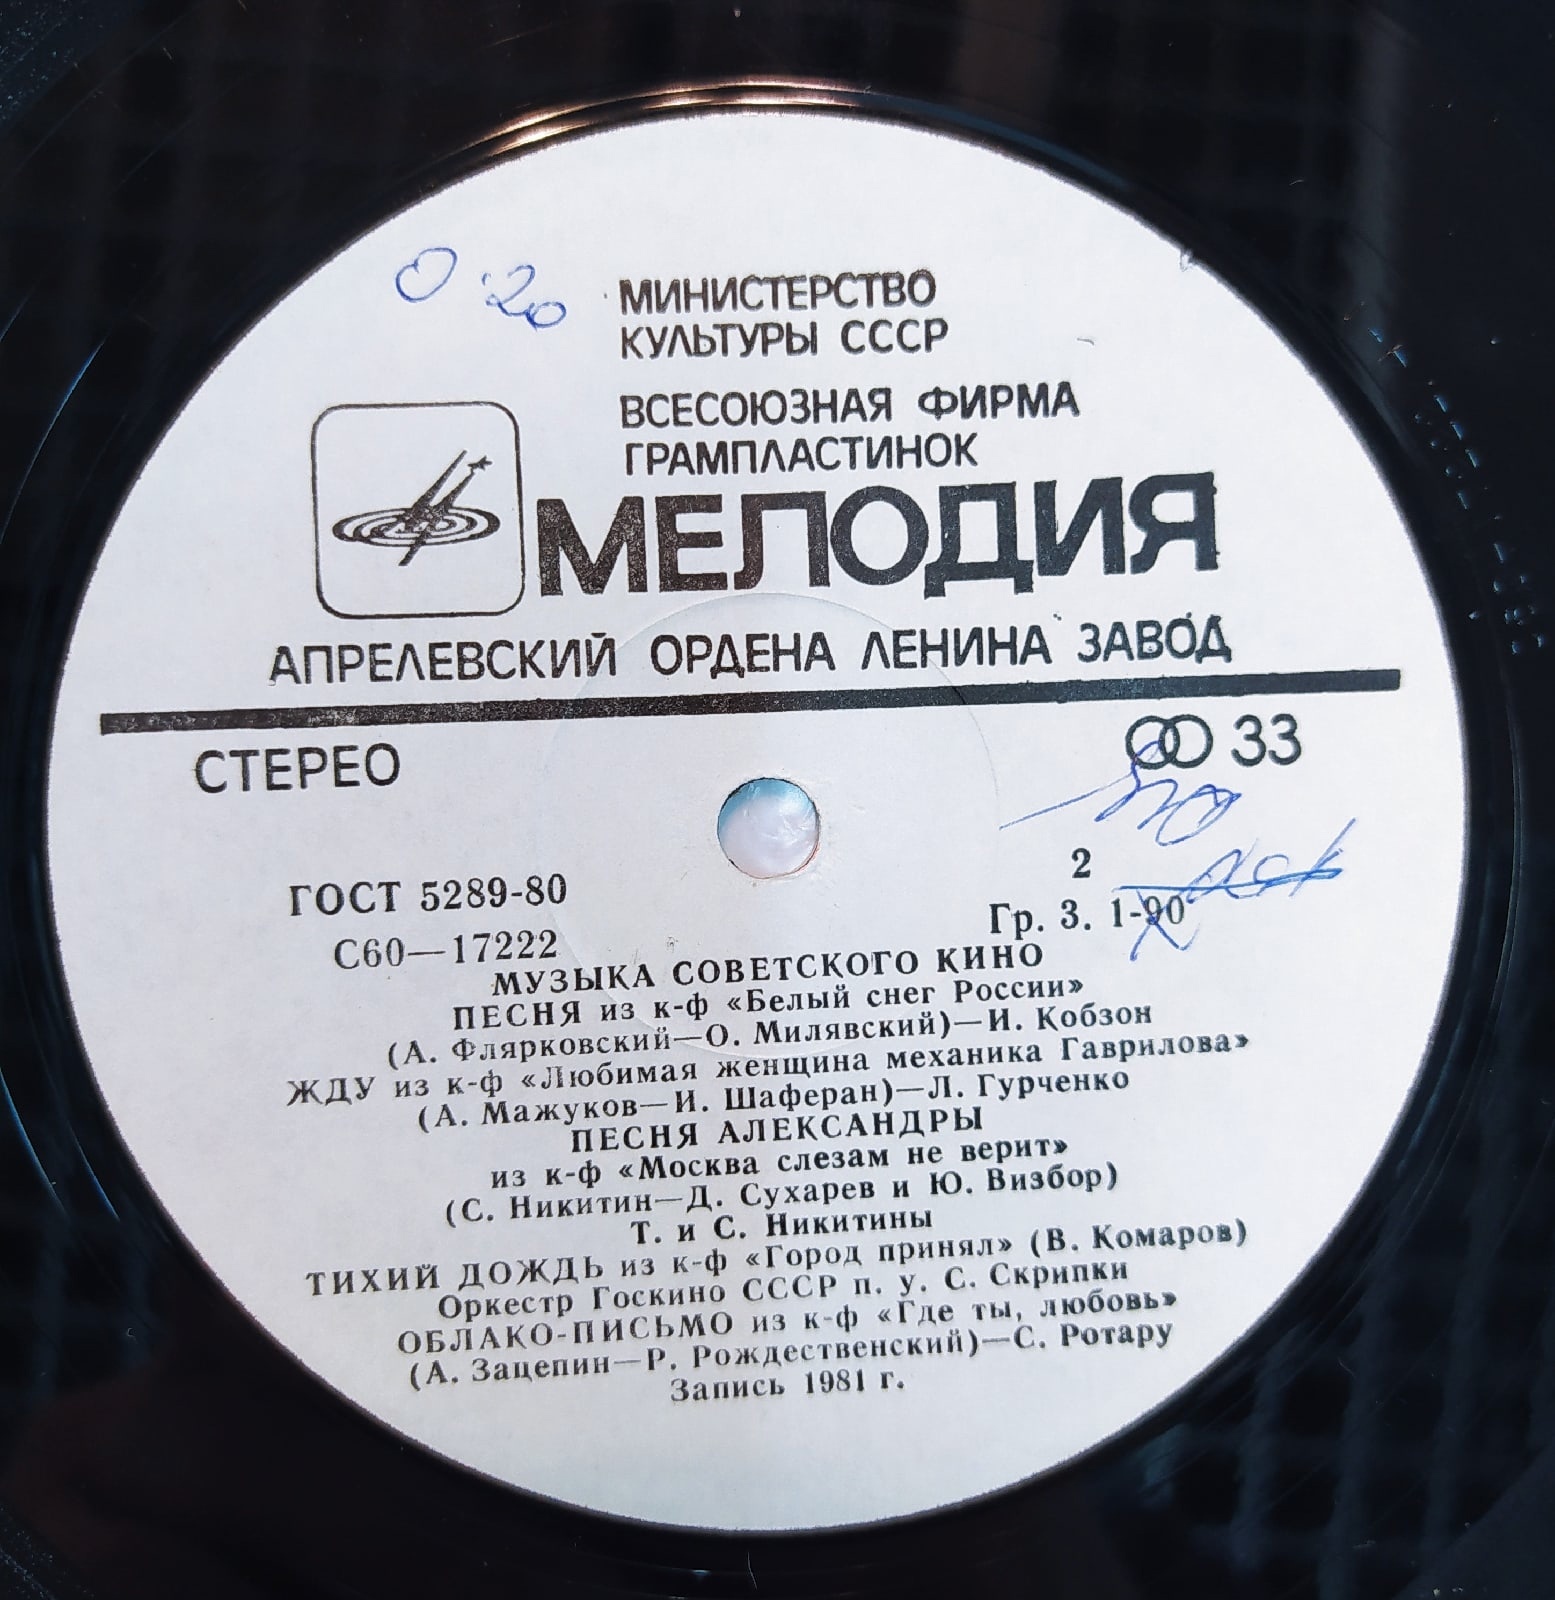 О-20
МИНИСТЕРСТВО
КУЛЬТУРЫ СССР
ВСЕСОЮЗНАЯ ФИРМА
ГРАМПЛАСТИНОК
МЕЛОДИЯ
АПРЕЛЕВСКИЙ ОРДЕНА ЛЕНИНА ЗАВОД
СТЕРЕО 33
ГОСТ 5289-80 2
С60—17222 Гр. 3. 1-90
МУЗЫКА СОВЕТСКОГО КИНО
ПЕСНЯ из к-ф «Белый снег России»
(А. Флярковский—О. Милявский)—И. Кобзон
ЖДУ из к-ф «Любимая женщина механика Гаврилова»
(А. Мажуков—И. Шаферан)—Л. Гурченко
ПЕСНЯ АЛЕКСАНДРЫ
из к-ф «Москва слезам не верит»
(С. Никитин—Д. Сухарев и Ю. Визбор)
Т. и С. Никитины
ТИХИЙ ДОЖДЬ из к-ф «Город принял» (В. Комаров)
Оркестр Госкино СССР п. у. С. Скрипки
ОБЛАКО-ПИСЬМО из к-ф «Где ты, любовь»
(А. Зацепин—Р. Рождественский)—С. Ротару
Запись 1981 г.